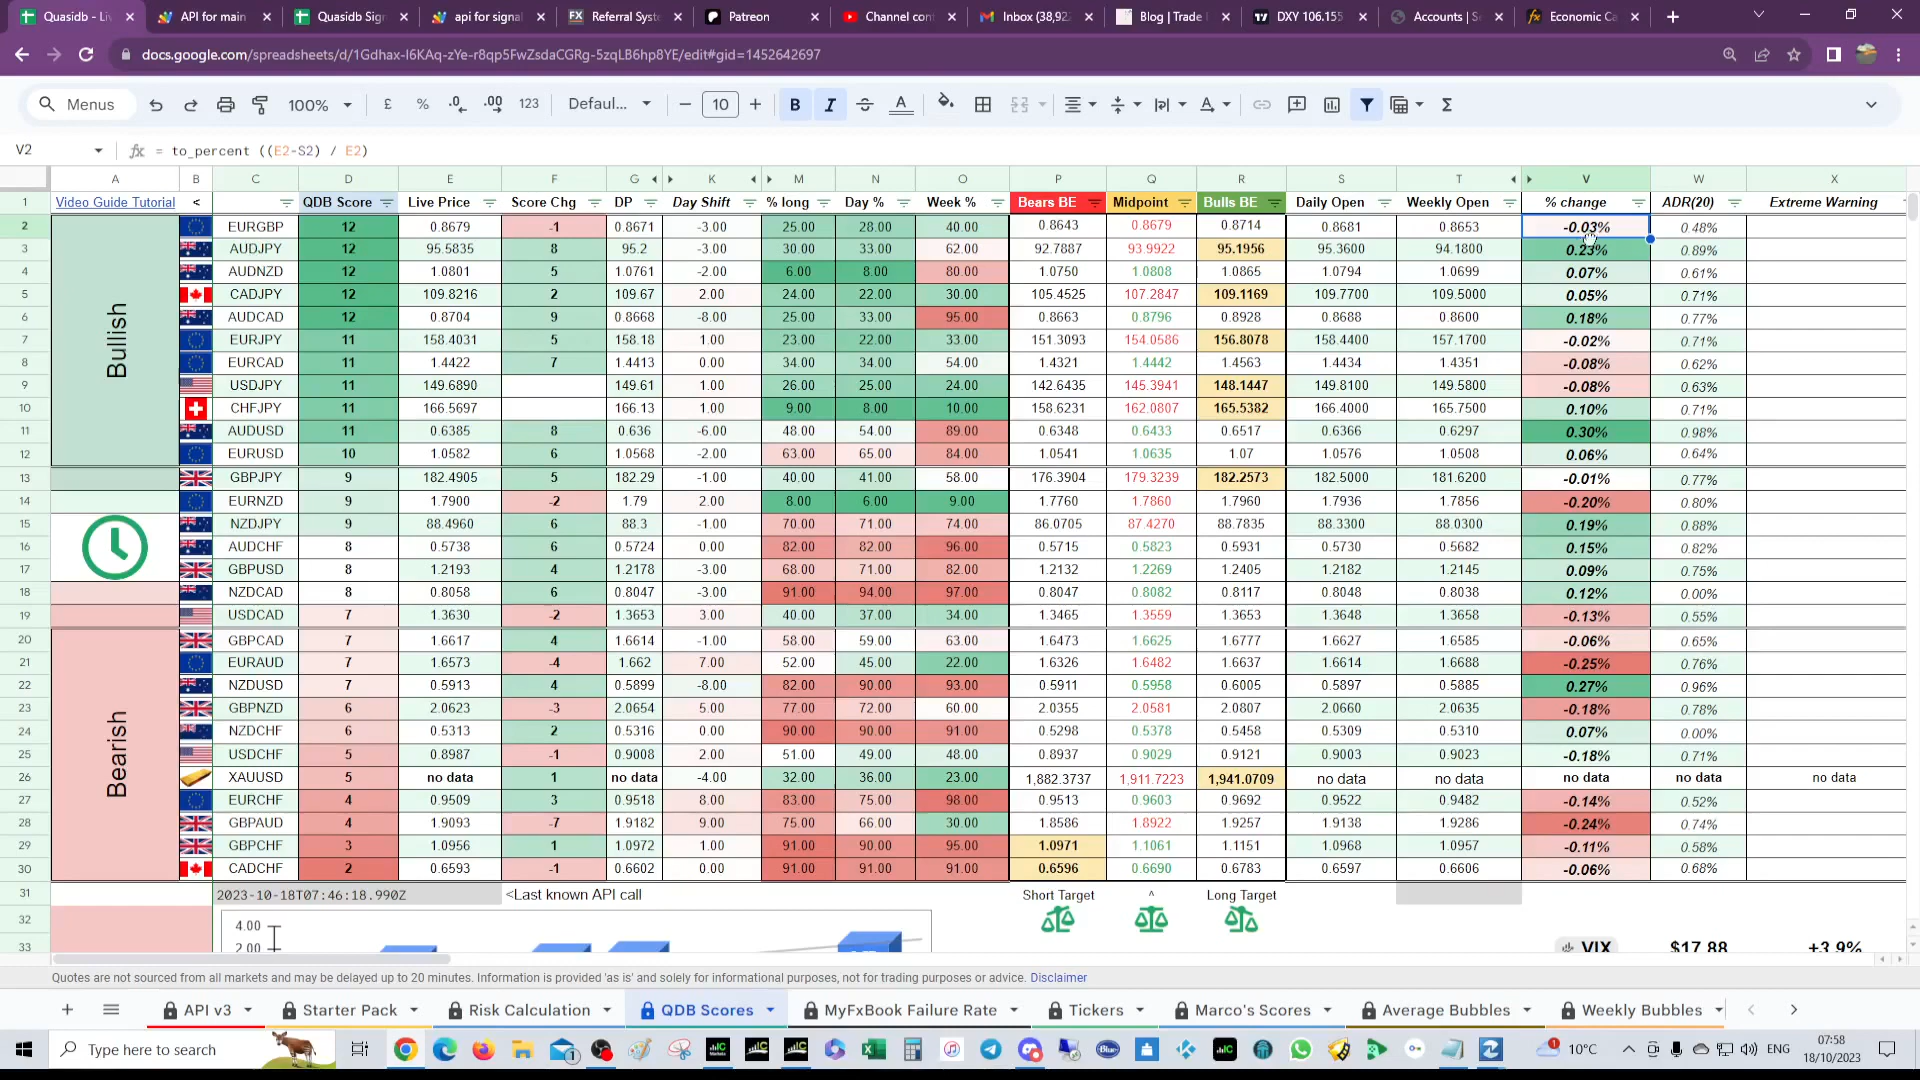 Quasidb - Liv
API for main
Quasidb Sign
api for signal
Referral Syste
Patreon
Channel con
Inbox (38,92
Blog | Trade
DXY 106.155
Accounts | S
Economic Ca
docs.google.com/spreadsheets/d/1Gdhax-I6KAq-zYe-r8qp5FwZsdaCGRg-5zqLB6hp8YE/edit#gid=1452642697
Menus 100% £ % .0 .00 123 Defaul... 10 B I A
V2 fx = to_percent ((E2-S2) / E2)
A B C D E F G K M N O P Q R S T V W X
1 Video Guide Tutorial < QDB Score Live Price Score Chg DP Day Shift % long Day % Week % Bears BE Midpoint Bulls BE Daily Open Weekly Open % change ADR(20) Extreme Warning
2 EURGBP 12 0.8679 -1 0.8671 -3.00 25.00 28.00 40.00 0.8643 0.8679 0.8714 0.8681 0.8653 -0.03% 0.48%
3 AUDJPY 12 95.5835 8 95.2 -3.00 30.00 33.00 62.00 92.7887 93.9922 95.1956 95.3600 94.1800 0.23% 0.89%
4 AUDNZD 12 1.0801 5 1.0761 -2.00 6.00 8.00 80.00 1.0750 1.0808 1.0865 1.0794 1.0699 0.07% 0.61%
5 CADJPY 12 109.8216 2 109.67 2.00 24.00 22.00 30.00 105.4525 107.2847 109.1169 109.7700 109.5000 0.05% 0.71%
6 AUDCAD 12 0.8704 9 0.8668 -8.00 25.00 33.00 95.00 0.8663 0.8796 0.8928 0.8688 0.8600 0.18% 0.77%
Bullish
7 EURJPY 11 158.4031 5 158.18 1.00 23.00 22.00 33.00 151.3093 154.0586 156.8078 158.4400 157.1700 -0.02% 0.71%
8 EURCAD 11 1.4422 7 1.4413 0.00 34.00 34.00 54.00 1.4321 1.4442 1.4563 1.4434 1.4351 -0.08% 0.62%
9 USDJPY 11 149.6890 149.61 1.00 26.00 25.00 24.00 142.6435 145.3941 148.1447 149.8100 149.5800 -0.08% 0.63%
10 CHFJPY 11 166.5697 166.13 1.00 9.00 8.00 10.00 158.6231 162.0807 165.5382 166.4000 165.7500 0.10% 0.71%
11 AUDUSD 11 0.6385 8 0.636 -6.00 48.00 54.00 89.00 0.6348 0.6433 0.6517 0.6366 0.6297 0.30% 0.98%
12 EURUSD 10 1.0582 6 1.0568 -2.00 63.00 65.00 84.00 1.0541 1.0635 1.07 1.0576 1.0508 0.06% 0.64%
13 GBPJPY 9 182.4905 5 182.29 -1.00 40.00 41.00 58.00 176.3904 179.3239 182.2573 182.5000 181.6200 -0.01% 0.77%
14 EURNZD 9 1.7900 -2 1.79 2.00 8.00 6.00 9.00 1.7760 1.7860 1.7960 1.7936 1.7856 -0.20% 0.80%
15 NZDJPY 9 88.4960 6 88.3 -1.00 70.00 71.00 74.00 86.0705 87.4270 88.7835 88.3300 88.0300 0.19% 0.88%
16 AUDCHF 8 0.5738 6 0.5724 0.00 82.00 82.00 96.00 0.5715 0.5823 0.5931 0.5730 0.5682 0.15% 0.82%
17 GBPUSD 8 1.2193 4 1.2178 -3.00 68.00 71.00 82.00 1.2132 1.2269 1.2405 1.2182 1.2145 0.09% 0.75%
18 NZDCAD 8 0.8058 6 0.8047 -3.00 91.00 94.00 97.00 0.8047 0.8082 0.8117 0.8048 0.8038 0.12% 0.00%
19 USDCAD 7 1.3630 -2 1.3653 3.00 40.00 37.00 34.00 1.3465 1.3559 1.3653 1.3648 1.3658 -0.13% 0.55%
20 GBPCAD 7 1.6617 4 1.6614 -1.00 58.00 59.00 63.00 1.6473 1.6625 1.6777 1.6627 1.6585 -0.06% 0.65%
21 EURAUD 7 1.6573 -4 1.662 7.00 52.00 45.00 22.00 1.6326 1.6482 1.6637 1.6614 1.6688 -0.25% 0.76%
22 NZDUSD 7 0.5913 4 0.5899 -8.00 82.00 90.00 93.00 0.5911 0.5958 0.6005 0.5897 0.5885 0.27% 0.96%
23 GBPNZD 6 2.0623 -3 2.0654 5.00 77.00 72.00 60.00 2.0355 2.0581 2.0807 2.0660 2.0635 -0.18% 0.78%
24 NZDCHF 6 0.5313 2 0.5316 0.00 90.00 90.00 91.00 0.5298 0.5378 0.5458 0.5309 0.5310 0.07% 0.00%
Bearish
25 USDCHF 5 0.8987 -1 0.9008 2.00 51.00 49.00 48.00 0.8937 0.9029 0.9121 0.9003 0.9023 -0.18% 0.71%
26 XAUUSD 5 no data 1 no data -4.00 32.00 36.00 23.00 1,882.3737 1,911.7223 1,941.0709 no data no data no data no data no data
27 EURCHF 4 0.9509 3 0.9518 8.00 83.00 75.00 98.00 0.9513 0.9603 0.9692 0.9522 0.9482 -0.14% 0.52%
28 GBPAUD 4 1.9093 -7 1.9182 9.00 75.00 66.00 30.00 1.8586 1.8922 1.9257 1.9138 1.9286 -0.24% 0.74%
29 GBPCHF 3 1.0956 1 1.0972 1.00 91.00 90.00 95.00 1.0971 1.1061 1.1151 1.0968 1.0957 -0.11% 0.58%
30 CADCHF 2 0.6593 -1 0.6602 0.00 91.00 91.00 91.00 0.6596 0.6690 0.6783 0.6597 0.6606 -0.06% 0.68%
31 2023-10-18T07:46:18.990Z <Last known API call Short Target ^ Long Target
32 4.00
33 2.00 VIX $17.88 +3.9%
Quotes are not sourced from all markets and may be delayed up to 20 minutes. Information is provided 'as is' and solely for informational purposes, not for trading purposes or advice. Disclaimer
API v3 Starter Pack Risk Calculation QDB Scores MyFxBook Failure Rate Tickers Marco's Scores Average Bubbles Weekly Bubbles
Type here to search 10°C ENG 07:58
18/10/2023